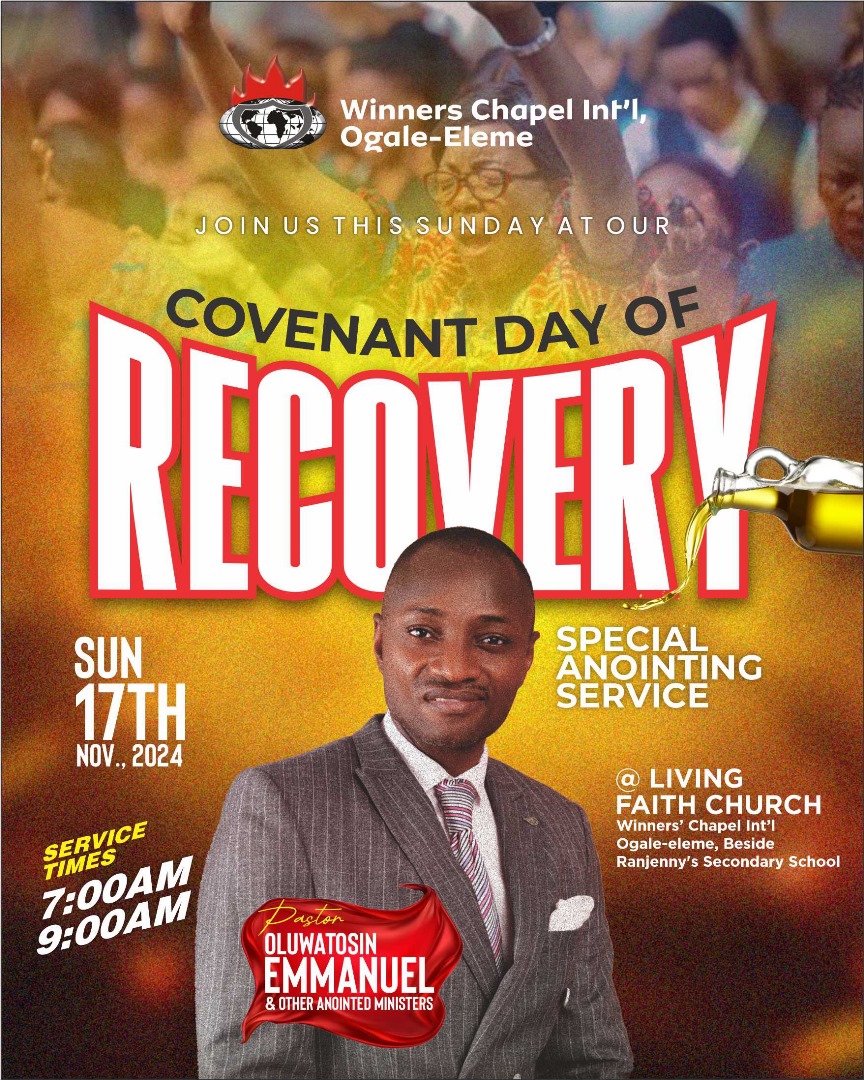 Winners Chapel Int'l,
Ogale-Eleme
JOIN US THIS SUNDAY AT OUR
COVENANT DAY OF
RECOVERY
SUN
17TH
NOV., 2024
SPECIAL
ANOINTING
SERVICE
@ LIVING
FAITH CHURCH
Winners' Chapel Int'l
Ogale-eleme, Beside
Ranjenny's Secondary School
SERVICE
TIMES
7:00AM
9:00AM
Pastor
OLUWATOSIN
EMMANUEL
& OTHER ANOINTED MINISTERS